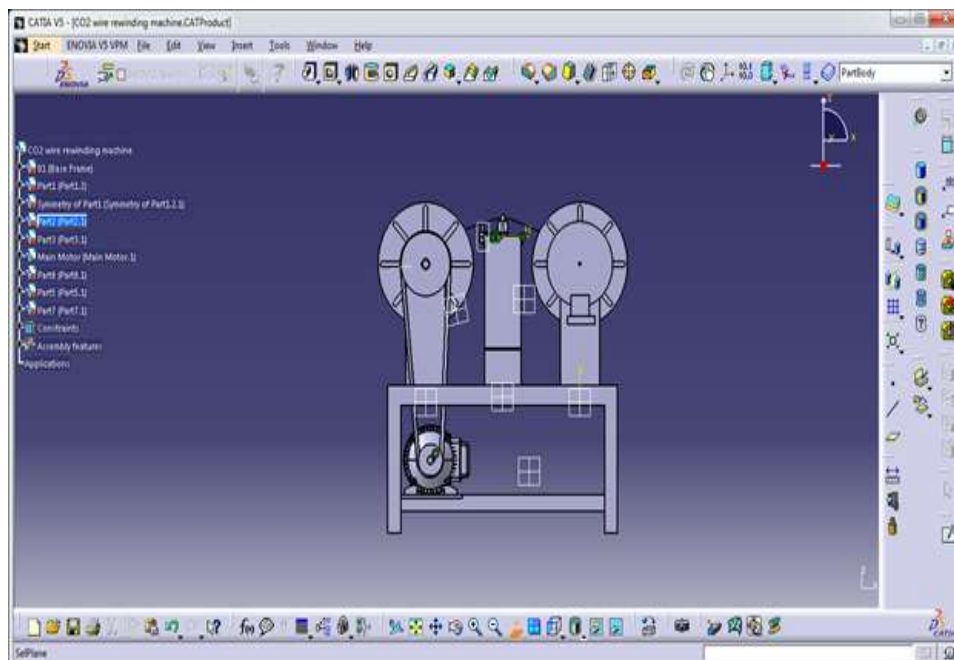 CATIA V5 - [CO2 wire rewinding machine.CATProduct]
Start ENOVIA V5 VPM File Edit View Insert Tools Window Help
ENOVIA
PartBody
CO2 wire rewinding machine
01 (Base Frame)
Part1 (Part1.1)
Symmetry of Part1 (Symmetry of Part1.2.1)
Part2 (Part2.1)
Part3 (Part3.1)
Main Motor (Main Motor.1)
Part5 (Part5.1)
Part7 (Part7.1)
Constraints
Assembly features
Applications
f(x)
CATIA
SelPlane